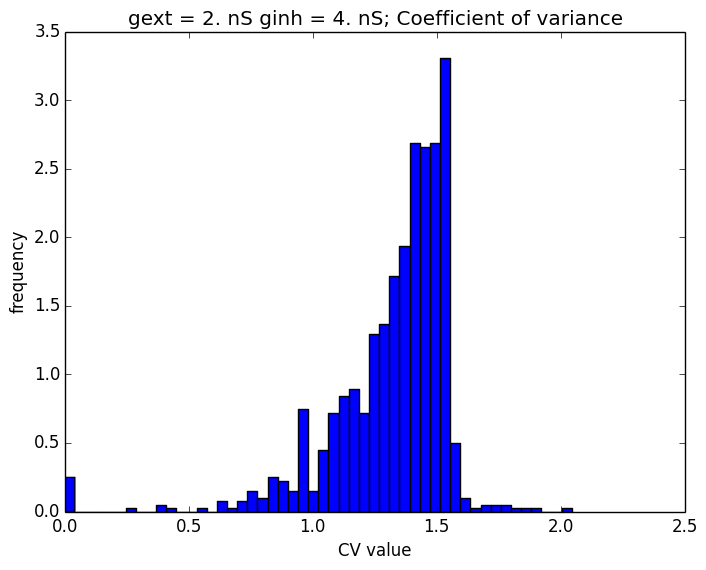 gext = 2. nS ginh = 4. nS; Coefficient of variance
3.5
3.0
2.5
2.0
1.5
1.0
0.5
0.0
frequency
0.0 0.5 1.0 1.5 2.0 2.5
CV value